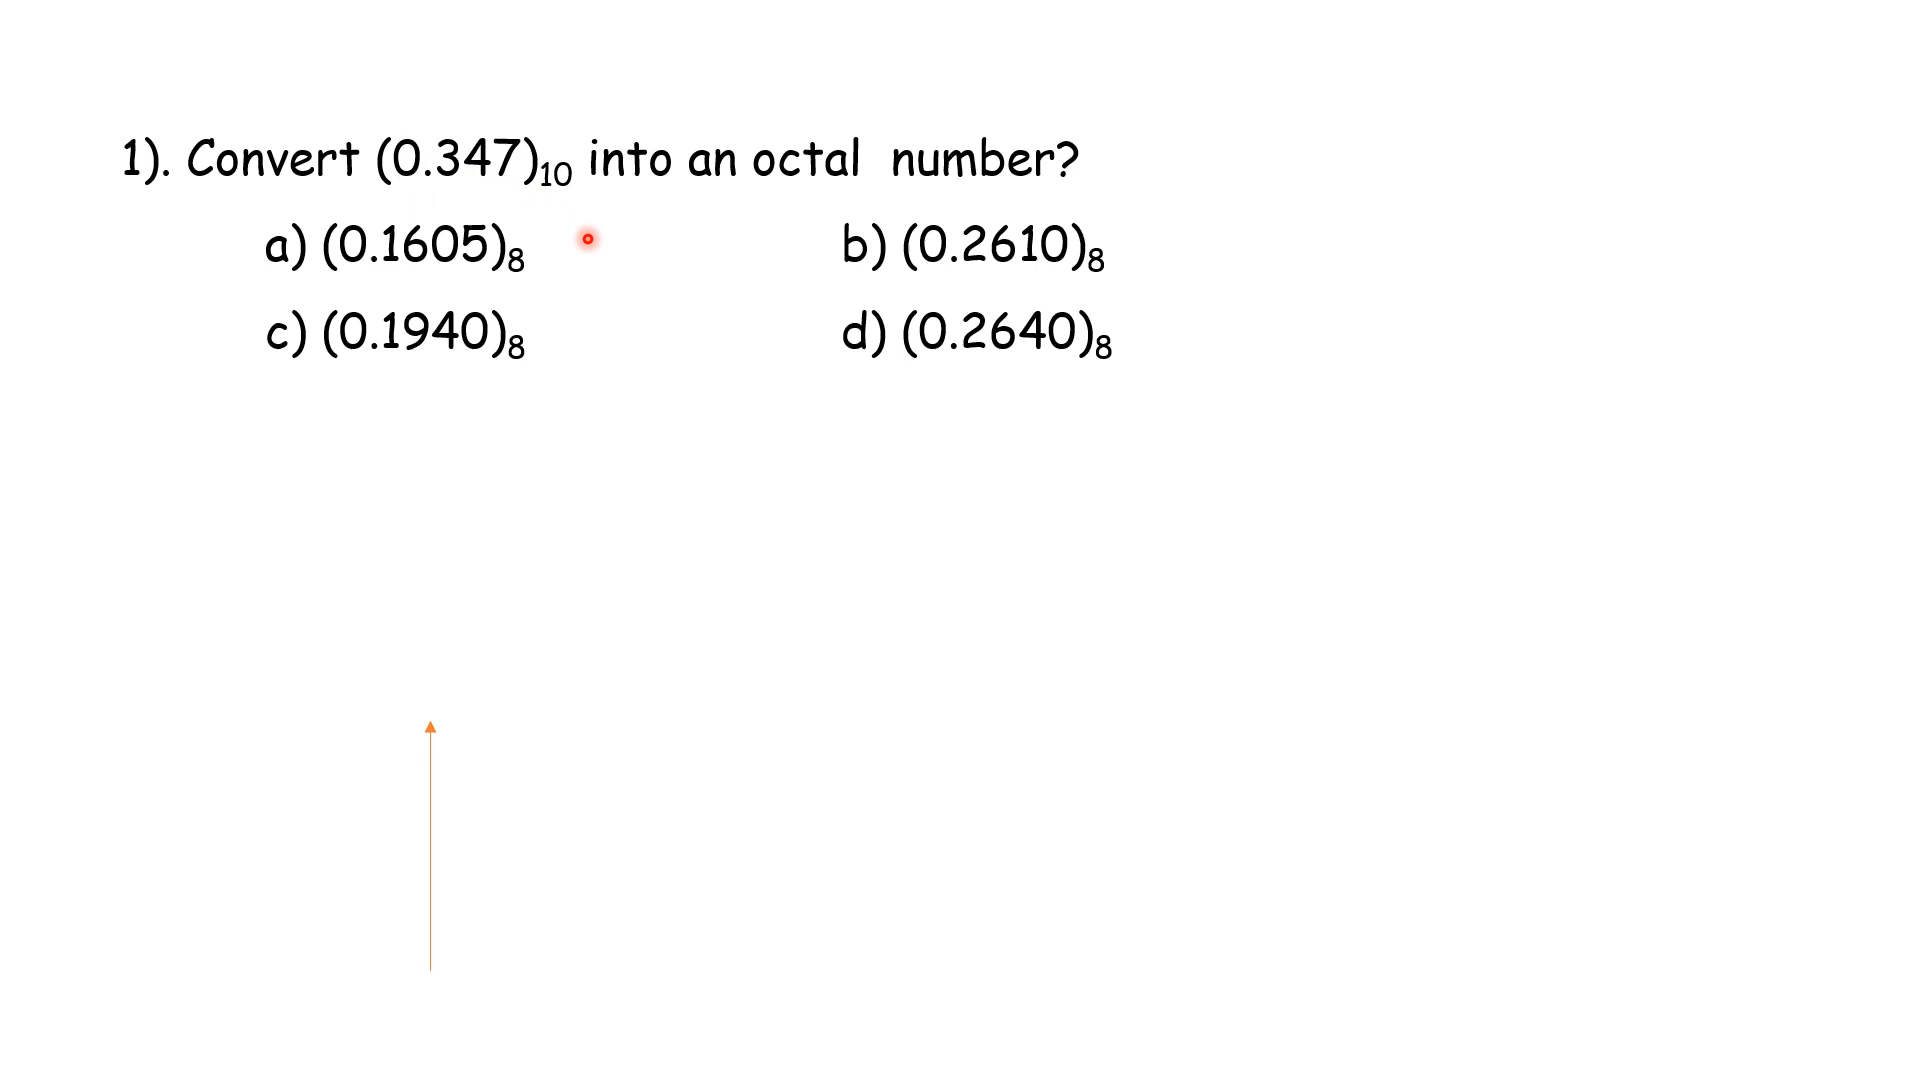 1). Convert (0.347)₁₀ into an octal number?
a) (0.1605)₈ b) (0.2610)₈
c) (0.1940)₈ d) (0.2640)₈